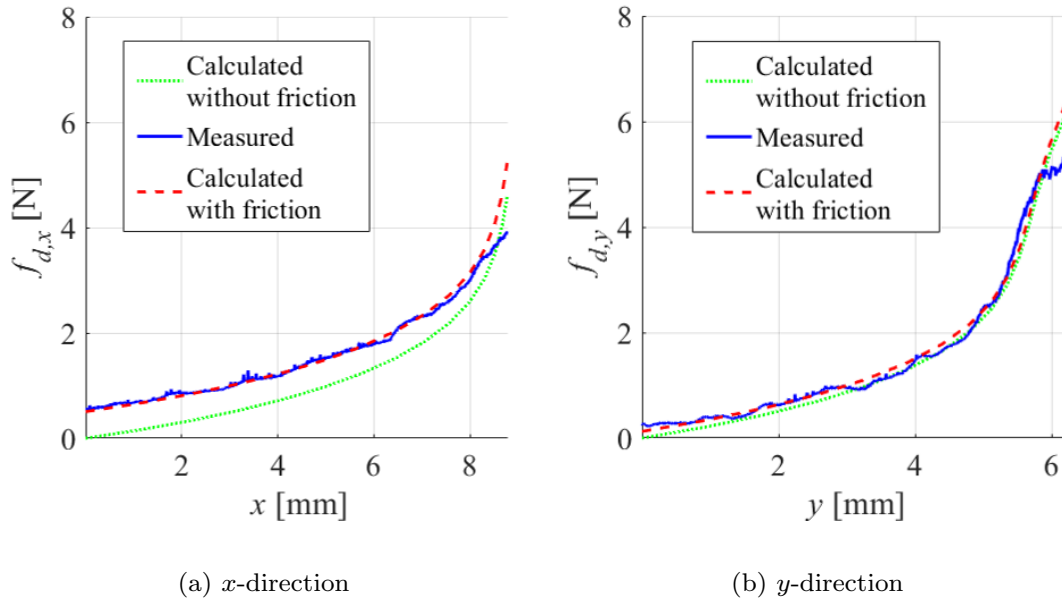 8
6
4
2
0
f_{d,x} [N]
Calculated
without friction
Measured
Calculated
with friction
2
4
6
8
x [mm]
(a) x-direction
8
6
4
2
0
f_{d,y} [N]
Calculated
without friction
Measured
Calculated
with friction
2
4
6
y [mm]
(b) y-direction